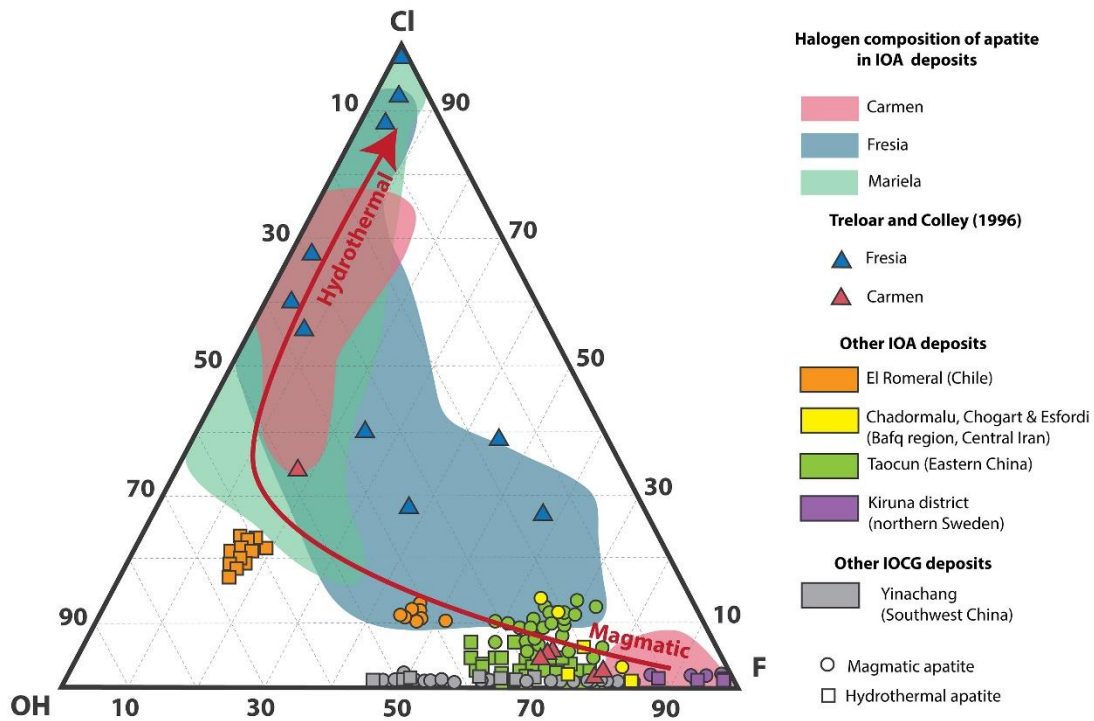 Cl
10
90
Hydrothermal
30
70
50
50
70
30
90
10
Magmatic
OH
F
10
30
50
70
90
Halogen composition of apatite
in IOA deposits
Carmen
Fresia
Mariela
Treloar and Colley (1996)
Fresia
Carmen
Other IOA deposits
El Romeral (Chile)
Chadormalu, Chogart & Esfordi
(Bafq region, Central Iran)
Taocun (Eastern China)
Kiruna district
(northern Sweden)
Other IOCG deposits
Yinachang
(Southwest China)
Magmatic apatite
Hydrothermal apatite